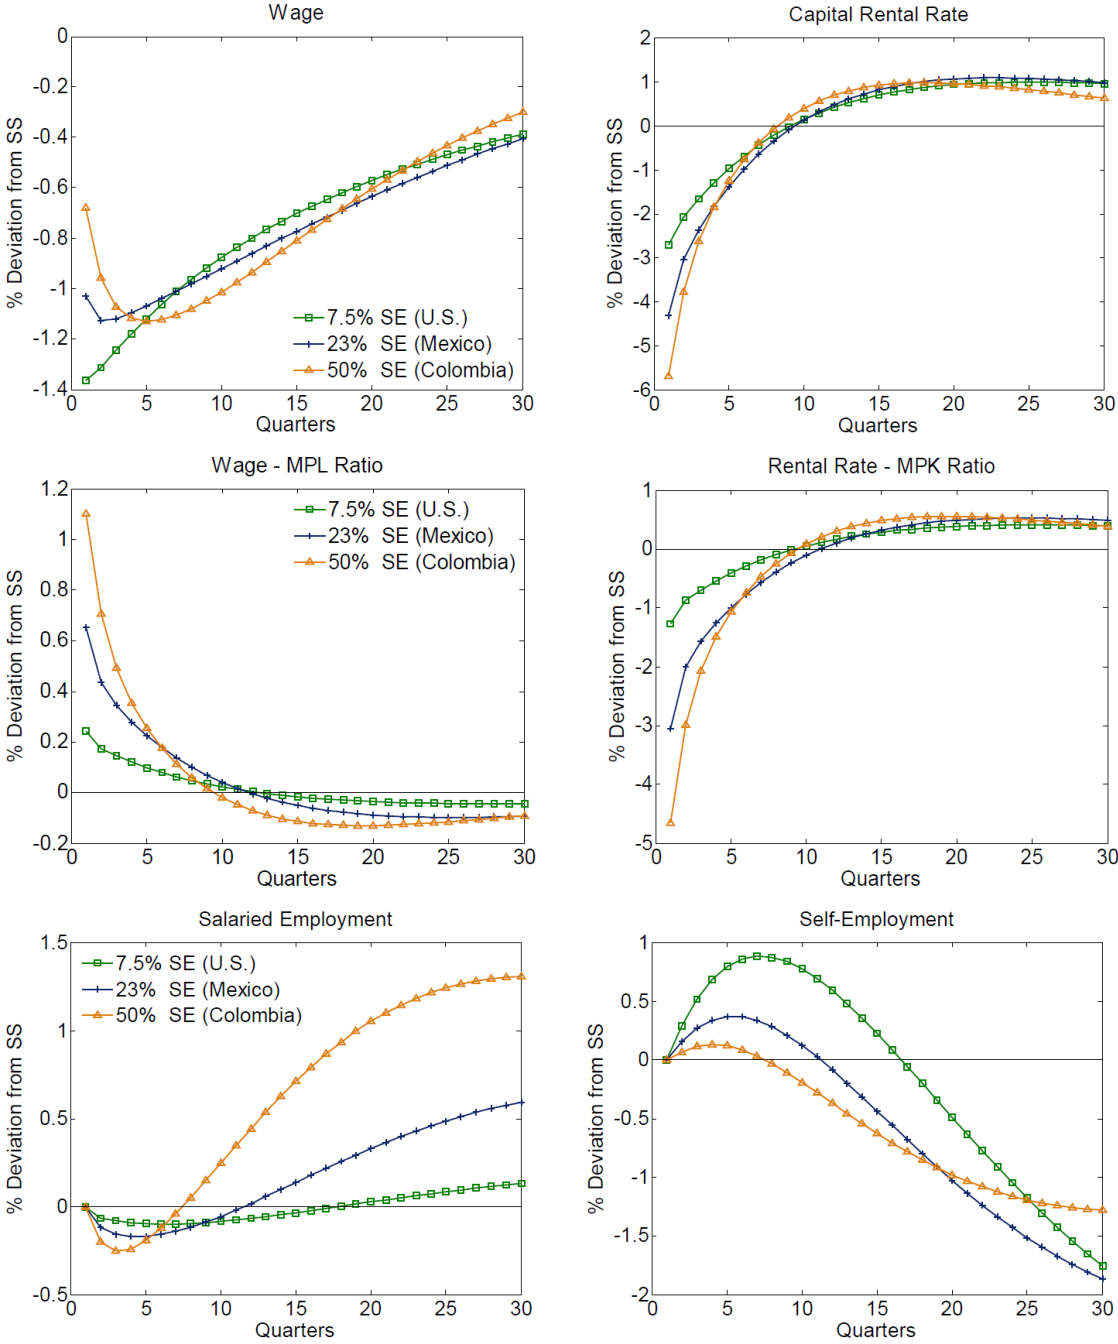 Wage
% Deviation from SS
0
-0.2
-0.4
-0.6
-0.8
-1
-1.2
-1.4
7.5% SE (U.S.)
23% SE (Mexico)
50% SE (Colombia)
0 5 10 15 20 25 30
Quarters
Capital Rental Rate
% Deviation from SS
2
1
0
-1
-2
-3
-4
-5
-6
0 5 10 15 20 25 30
Quarters
Wage - MPL Ratio
% Deviation from SS
1.2
1
0.8
0.6
0.4
0.2
0
-0.2
7.5% SE (U.S.)
23% SE (Mexico)
50% SE (Colombia)
0 5 10 15 20 25 30
Quarters
Rental Rate - MPK Ratio
% Deviation from SS
1
0
-1
-2
-3
-4
-5
0 5 10 15 20 25 30
Quarters
Salaried Employment
% Deviation from SS
1.5
1
0.5
0
-0.5
7.5% SE (U.S.)
23% SE (Mexico)
50% SE (Colombia)
0 5 10 15 20 25 30
Quarters
Self-Employment
% Deviation from SS
1
0.5
0
-0.5
-1
-1.5
-2
0 5 10 15 20 25 30
Quarters